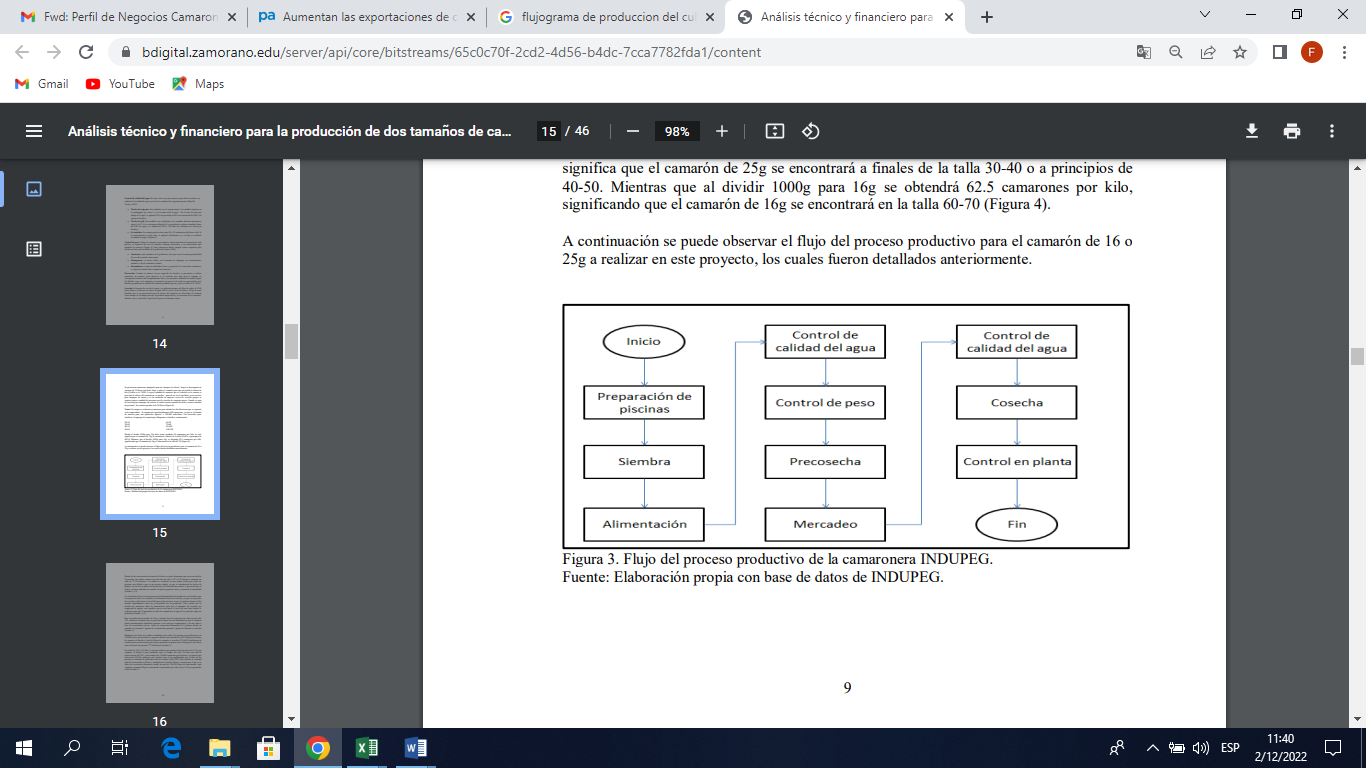 Fwd: Perfil de Negocios Camaron
Aumentan las exportaciones de c
flujograma de produccion del cul
Análisis técnico y financiero para
bdigital.zamorano.edu/server/api/core/bitstreams/65c0c70f-2cd2-4d56-b4dc-7cca7782fda1/content
F
Gmail
YouTube
Maps
Análisis técnico y financiero para la producción de dos tamaños de ca...
15 / 46
98%
14
15
16
significa que el camarón de 25g se encontrará a finales de la talla 30-40 o a principios de
40-50. Mientras que al dividir 1000g para 16g se obtendrá 62.5 camarones por kilo,
significando que el camarón de 16g se encontrará en la talla 60-70 (Figura 4).
A continuación se puede observar el flujo del proceso productivo para el camarón de 16 o
25g a realizar en este proyecto, los cuales fueron detallados anteriormente.
Inicio
Preparación de
piscinas
Siembra
Alimentación
Control de
calidad del agua
Control de peso
Precosecha
Mercadeo
Control de
calidad del agua
Cosecha
Control en planta
Fin
Figura 3. Flujo del proceso productivo de la camaronera INDUPEG.
Fuente: Elaboración propia con base de datos de INDUPEG.
9
ESP
11:40
2/12/2022